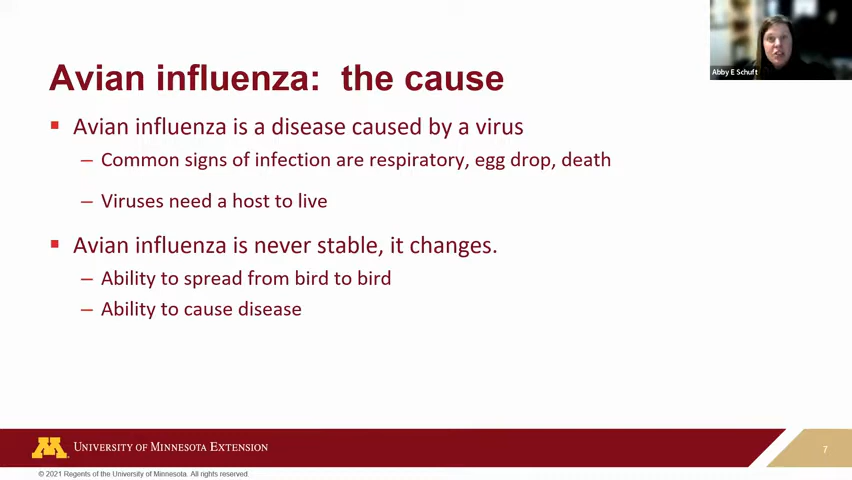 Abby E Schuft
Avian influenza: the cause
Avian influenza is a disease caused by a virus
– Common signs of infection are respiratory, egg drop, death
– Viruses need a host to live
Avian influenza is never stable, it changes.
– Ability to spread from bird to bird
– Ability to cause disease
UNIVERSITY OF MINNESOTA EXTENSION
7
© 2021 Regents of the University of Minnesota. All rights reserved.